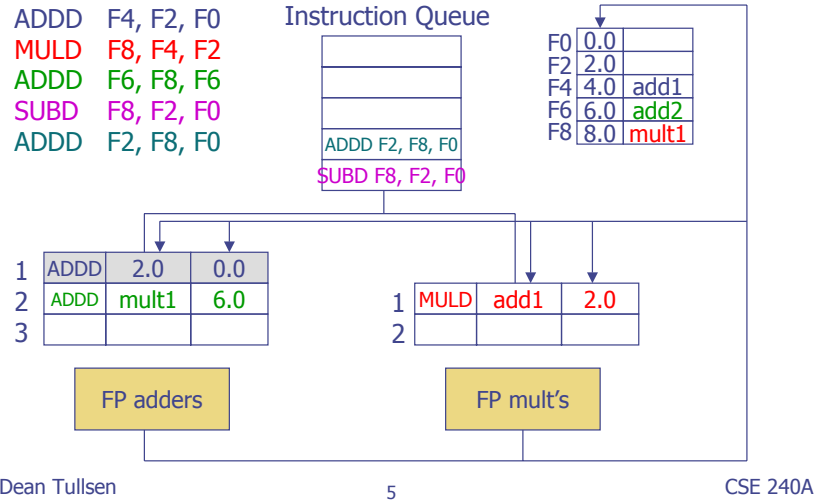 ADDD F4, F2, F0
MULD F8, F4, F2
ADDD F6, F8, F6
SUBD F8, F2, F0
ADDD F2, F8, F0
Instruction Queue
ADDD F2, F8, F0
SUBD F8, F2, F0
F0 0.0
F2 2.0
F4 4.0 add1
F6 6.0 add2
F8 8.0 mult1
1 ADDD 2.0 0.0
2 ADDD mult1 6.0
3
1 MULD add1 2.0
2
FP adders
FP mult's
Dean Tullsen
5
CSE 240A